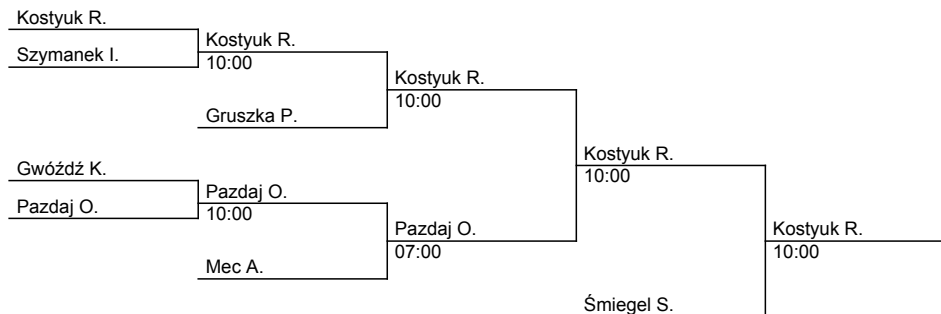 Kostyuk R.
Szymanek I.
Kostyuk R.
10:00
Gruszka P.
Kostyuk R.
10:00
Gwóźdź K.
Pazdaj O.
Pazdaj O.
10:00
Mec A.
Pazdaj O.
07:00
Kostyuk R.
10:00
Śmiegel S.
Kostyuk R.
10:00